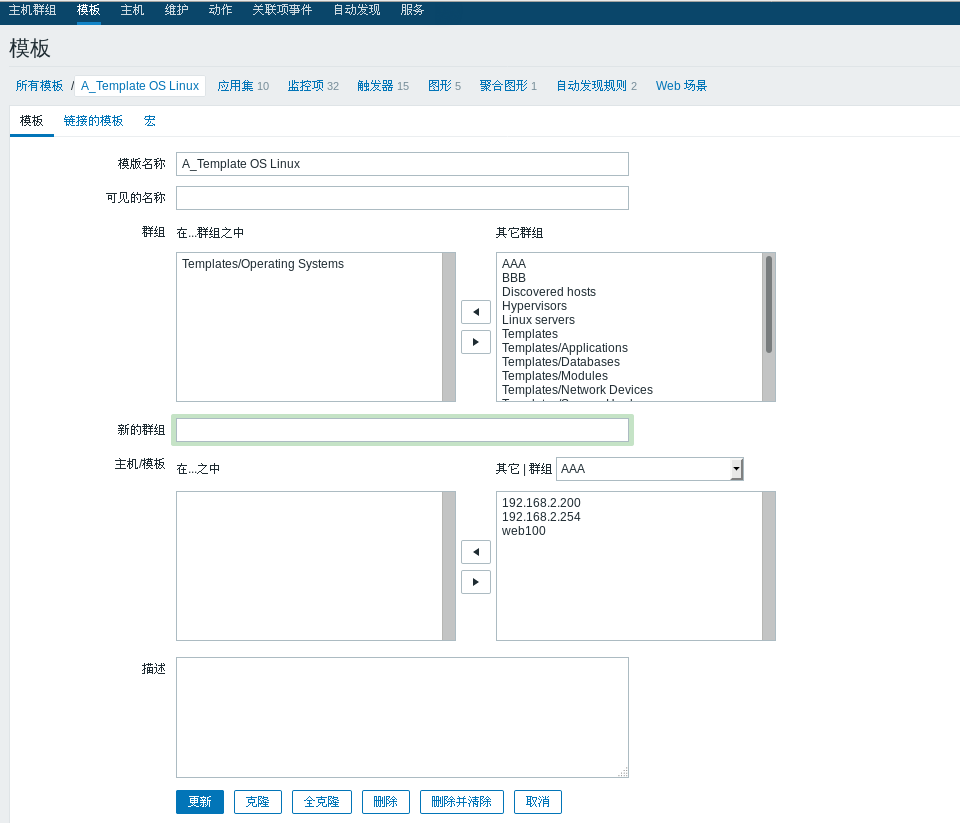 主机群组 模板 主机 维护 动作 关联项事件 自动发现 服务
模板
所有模板 / A_Template OS Linux 应用集 10 监控项 32 触发器 15 图形 5 聚合图形 1 自动发现规则 2 Web 场景
模板 链接的模板 宏
模版名称 A_Template OS Linux
可见的名称
群组 在...群组之中 其它群组
Templates/Operating Systems
AAA
BBB
Discovered hosts
Hypervisors
Linux servers
Templates
Templates/Applications
Templates/Databases
Templates/Modules
Templates/Network Devices
新的群组
主机/模板 在...之中 其它 | 群组 AAA
192.168.2.200
192.168.2.254
web100
描述
更新 克隆 全克隆 删除 删除并清除 取消